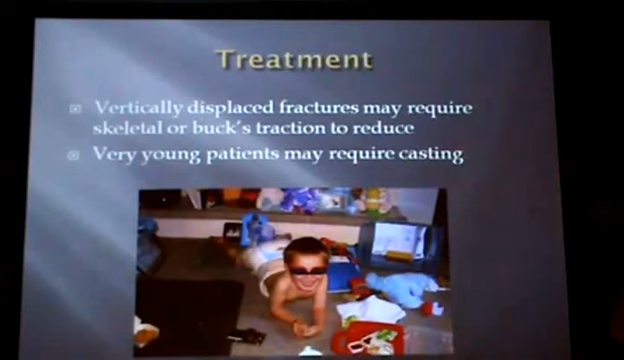 Treatment
Vertically displaced fractures may require
skeletal or buck's traction to reduce
Very young patients may require casting